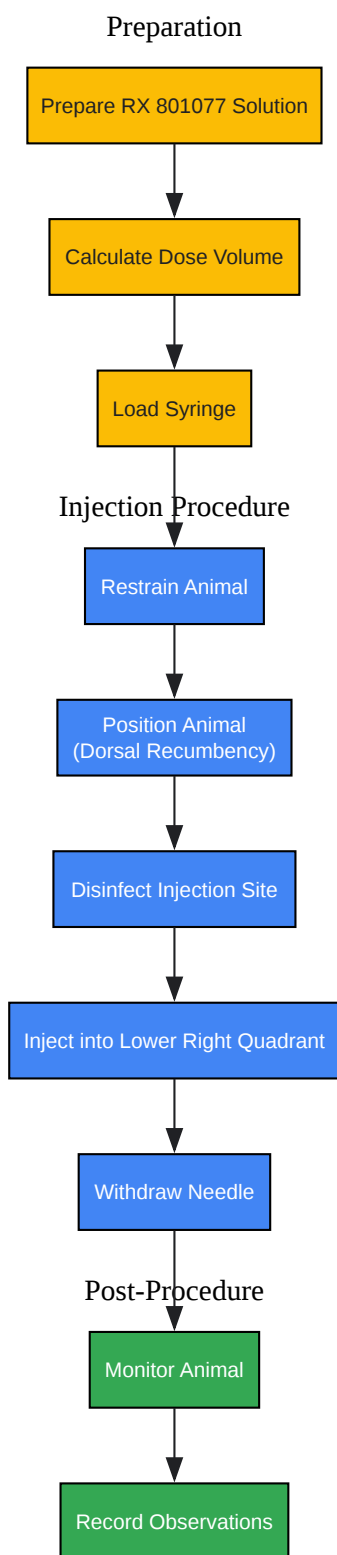 Preparation
Prepare RX 801077 Solution
Calculate Dose Volume
Load Syringe
Injection Procedure
Restrain Animal
Position Animal
(Dorsal Recumbency)
Disinfect Injection Site
Inject into Lower Right Quadrant
Withdraw Needle
Post-Procedure
Monitor Animal
Record Observations